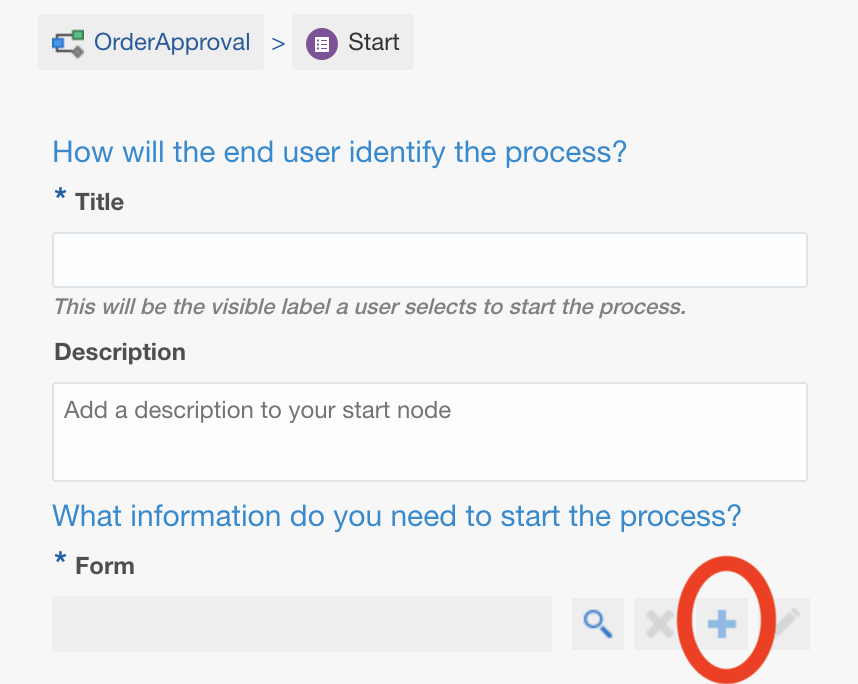 OrderApproval > Start
How will the end user identify the process?
* Title
This will be the visible label a user selects to start the process.
Description
Add a description to your start node
What information do you need to start the process?
* Form